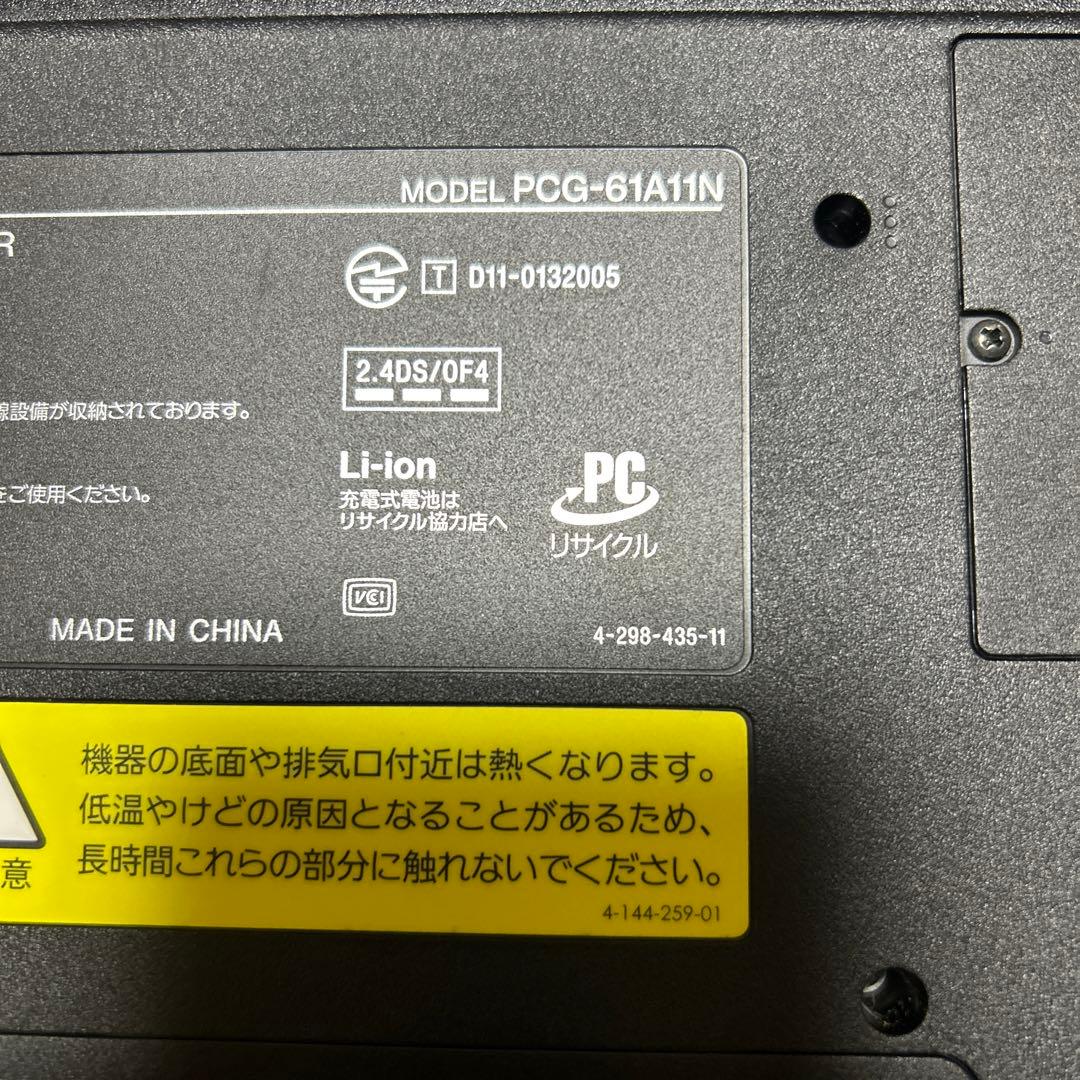 MODEL PCG-61A11N
R
T D11-0132005
2.4DS/OF4
線設備が収納されております。
Li-ion
充電式電池は
リサイクル協力店へ
をご使用ください。
PC
リサイクル
VCCI
MADE IN CHINA
4-298-435-11
機器の底面や排気口付近は熱くなります。
低温やけどの原因となることがあるため、
長時間これらの部分に触れないでください。
意
4-144-259-01